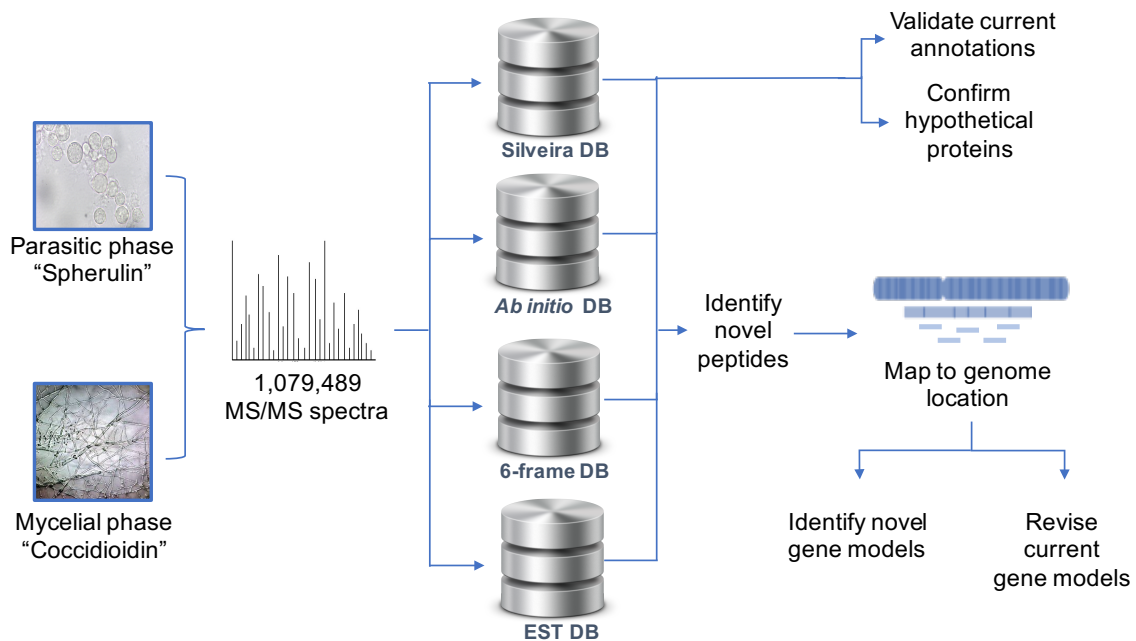 Parasitic phase
“Spherulin”
Mycelial phase
“Coccidioidin”
1,079,489
MS/MS spectra
Silveira DB
Ab initio DB
6-frame DB
EST DB
Validate current
annotations
Confirm
hypothetical
proteins
Identify
novel
peptides
Map to genome
location
Identify novel
gene models
Revise
current
gene models